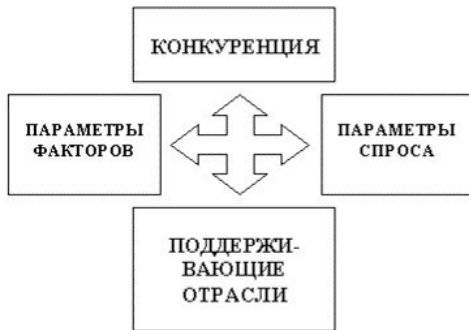 КОНКУРЕНЦИЯ
ПАРАМЕТРЫ
ФАКТОРОВ
ПАРАМЕТРЫ
СПРОСА
ПОДДЕРЖИ-
ВАЮЩИЕ
ОТРАСЛИ